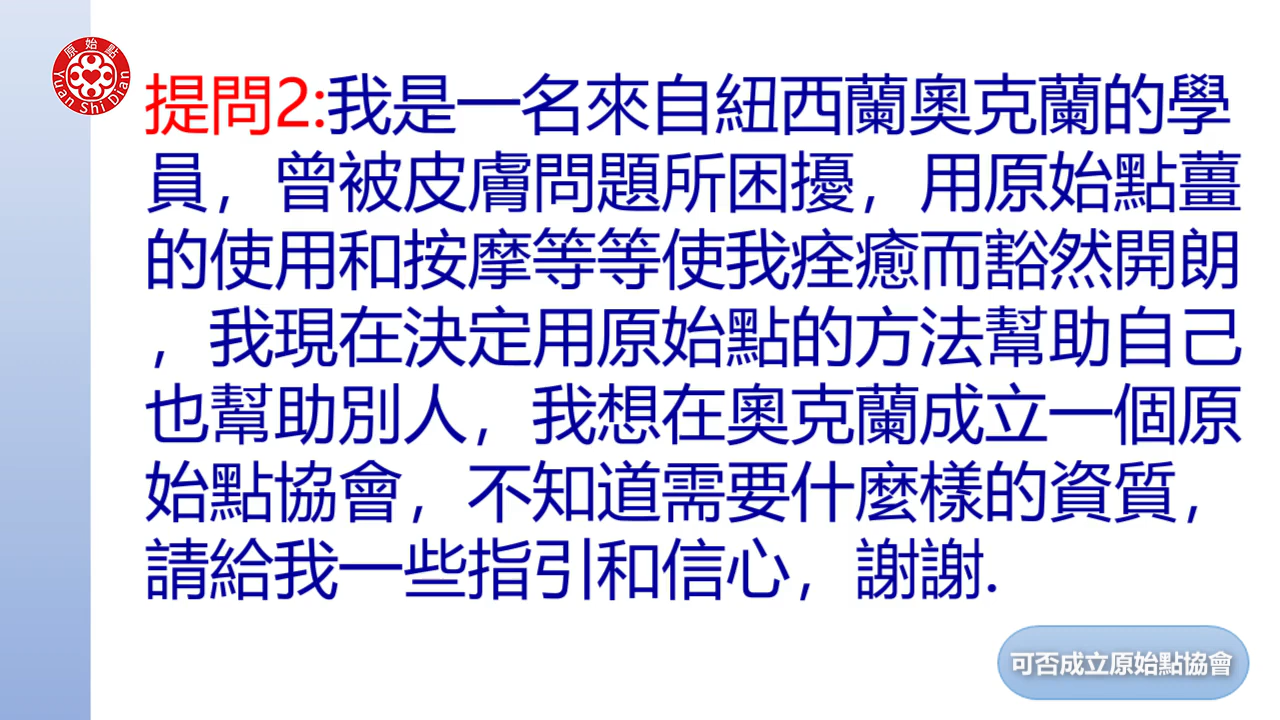 原始點
Yuan Shi Dian
提問2:我是一名來自紐西蘭奧克蘭的學
員，曾被皮膚問題所困擾，用原始點薑
的使用和按摩等等使我痊癒而豁然開朗
，我現在決定用原始點的方法幫助自己
也幫助別人，我想在奧克蘭成立一個原
始點協會，不知道需要什麼樣的資質，
請給我一些指引和信心，謝謝.
可否成立原始點協會